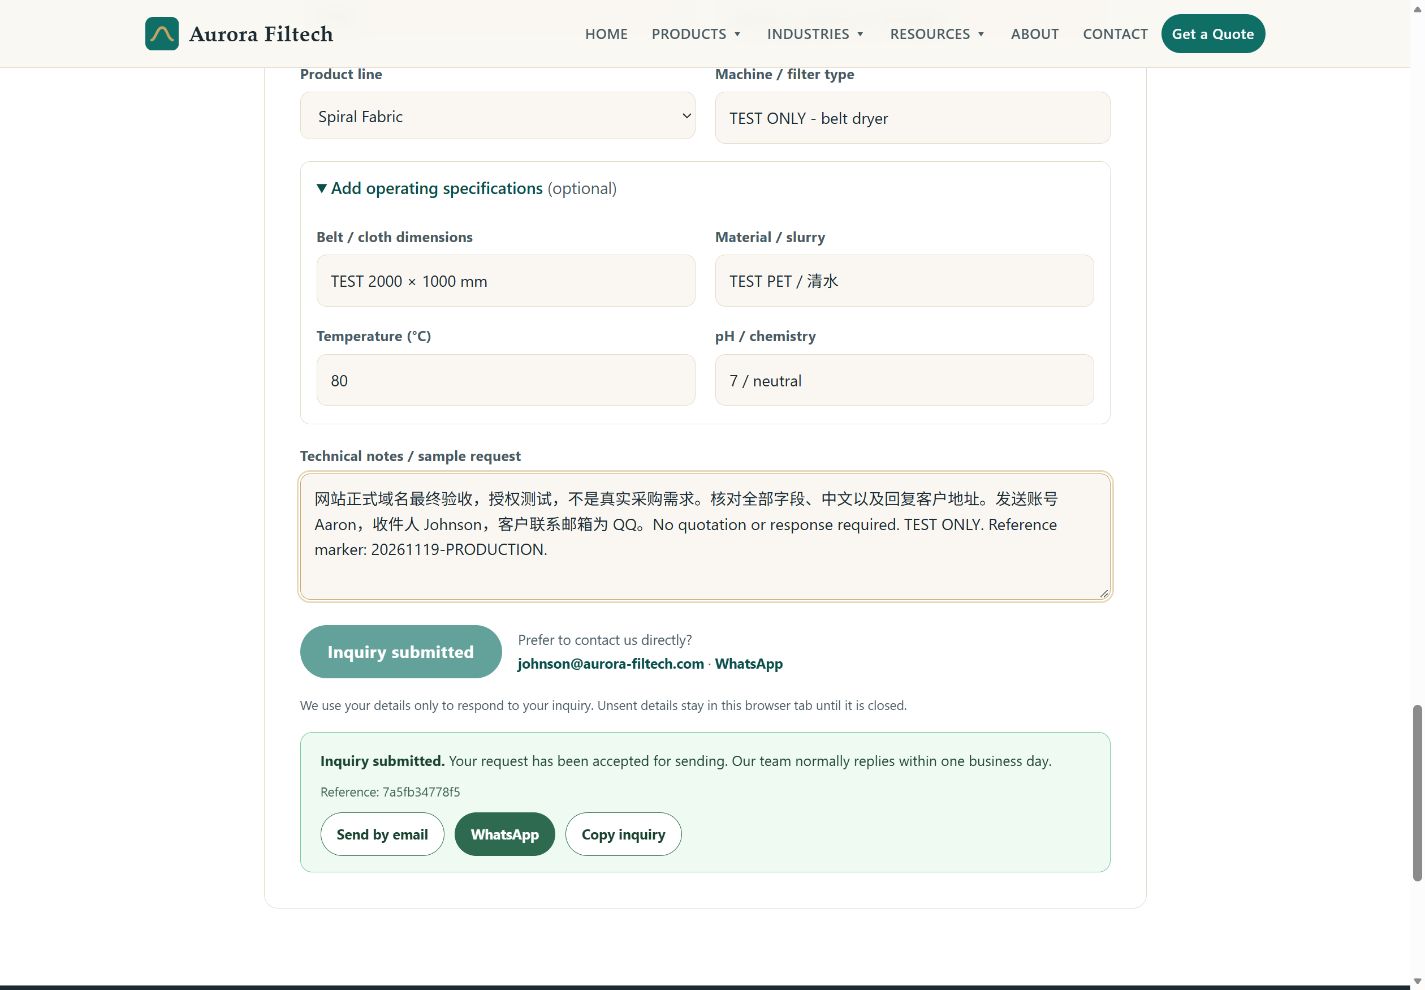 Aurora Filtech
HOME PRODUCTS ▼ INDUSTRIES ▼ RESOURCES ▼ ABOUT CONTACT Get a Quote
Product line
Machine / filter type
Spiral Fabric
TEST ONLY - belt dryer
▼ Add operating specifications (optional)
Belt / cloth dimensions
Material / slurry
TEST 2000 × 1000 mm
TEST PET / 清水
Temperature (°C)
pH / chemistry
80
7 / neutral
Technical notes / sample request
网站正式域名最终验收，授权测试，不是真实采购需求。核对全部字段、中文以及回复客户地址。发送账号
Aaron，收件人 Johnson，客户联系邮箱为 QQ。No quotation or response required. TEST ONLY. Reference
marker: 20261119-PRODUCTION.
Inquiry submitted
Prefer to contact us directly?
johnson@aurora-filtech.com · WhatsApp
We use your details only to respond to your inquiry. Unsent details stay in this browser tab until it is closed.
Inquiry submitted. Your request has been accepted for sending. Our team normally replies within one business day.
Reference: 7a5fb34778f5
Send by email
WhatsApp
Copy inquiry